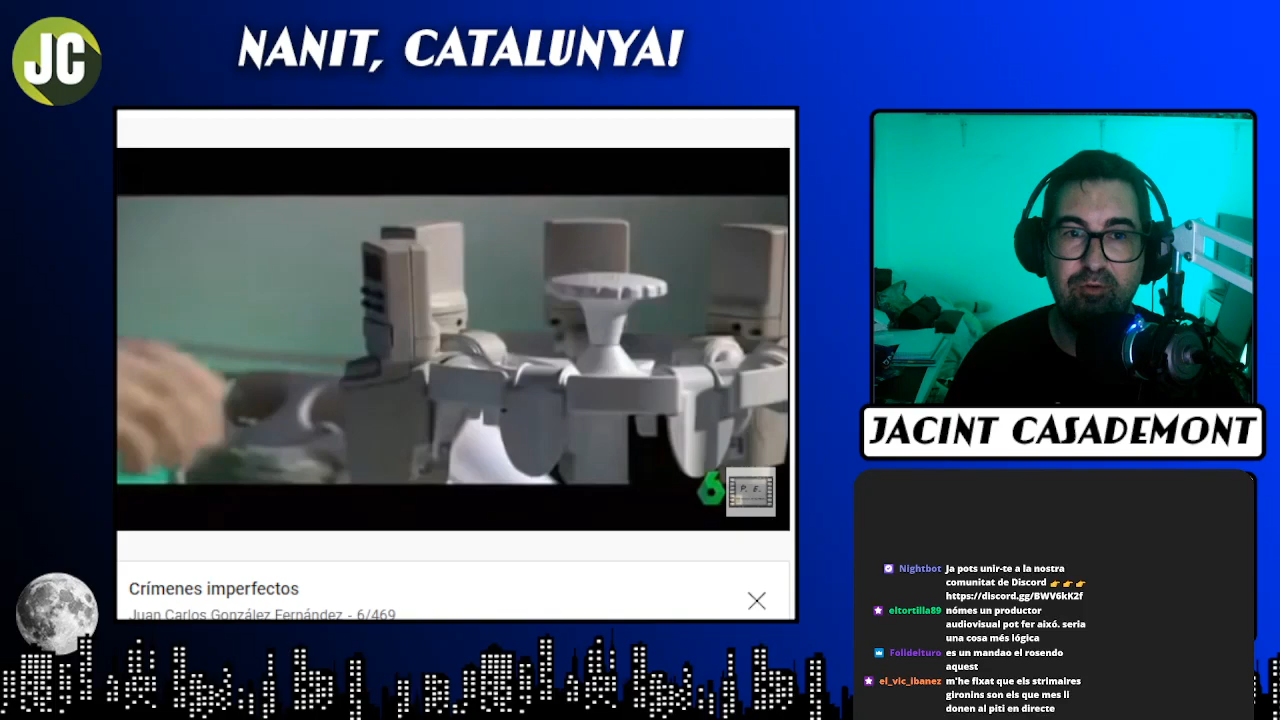 JC
NANIT, CATALUNYA!
6
P. E.
Crímenes imperfectos
Juan Carlos González Fernández - 6/469
JACINT CASADEMONT
Nightbot Ja pots unir-te a la nostra
comunitat de Discord 👉 👉 👉
https://discord.gg/BWV6kK2f
eltortilla89 nómes un productor
audiovisual pot fer aixó. seria
una cosa més lógica
Folldelturo es un mandao el rosendo
aquest
el_vic_ibanez m'he fixat que els strimaires
gironins son els que mes li
donen al piti en directe